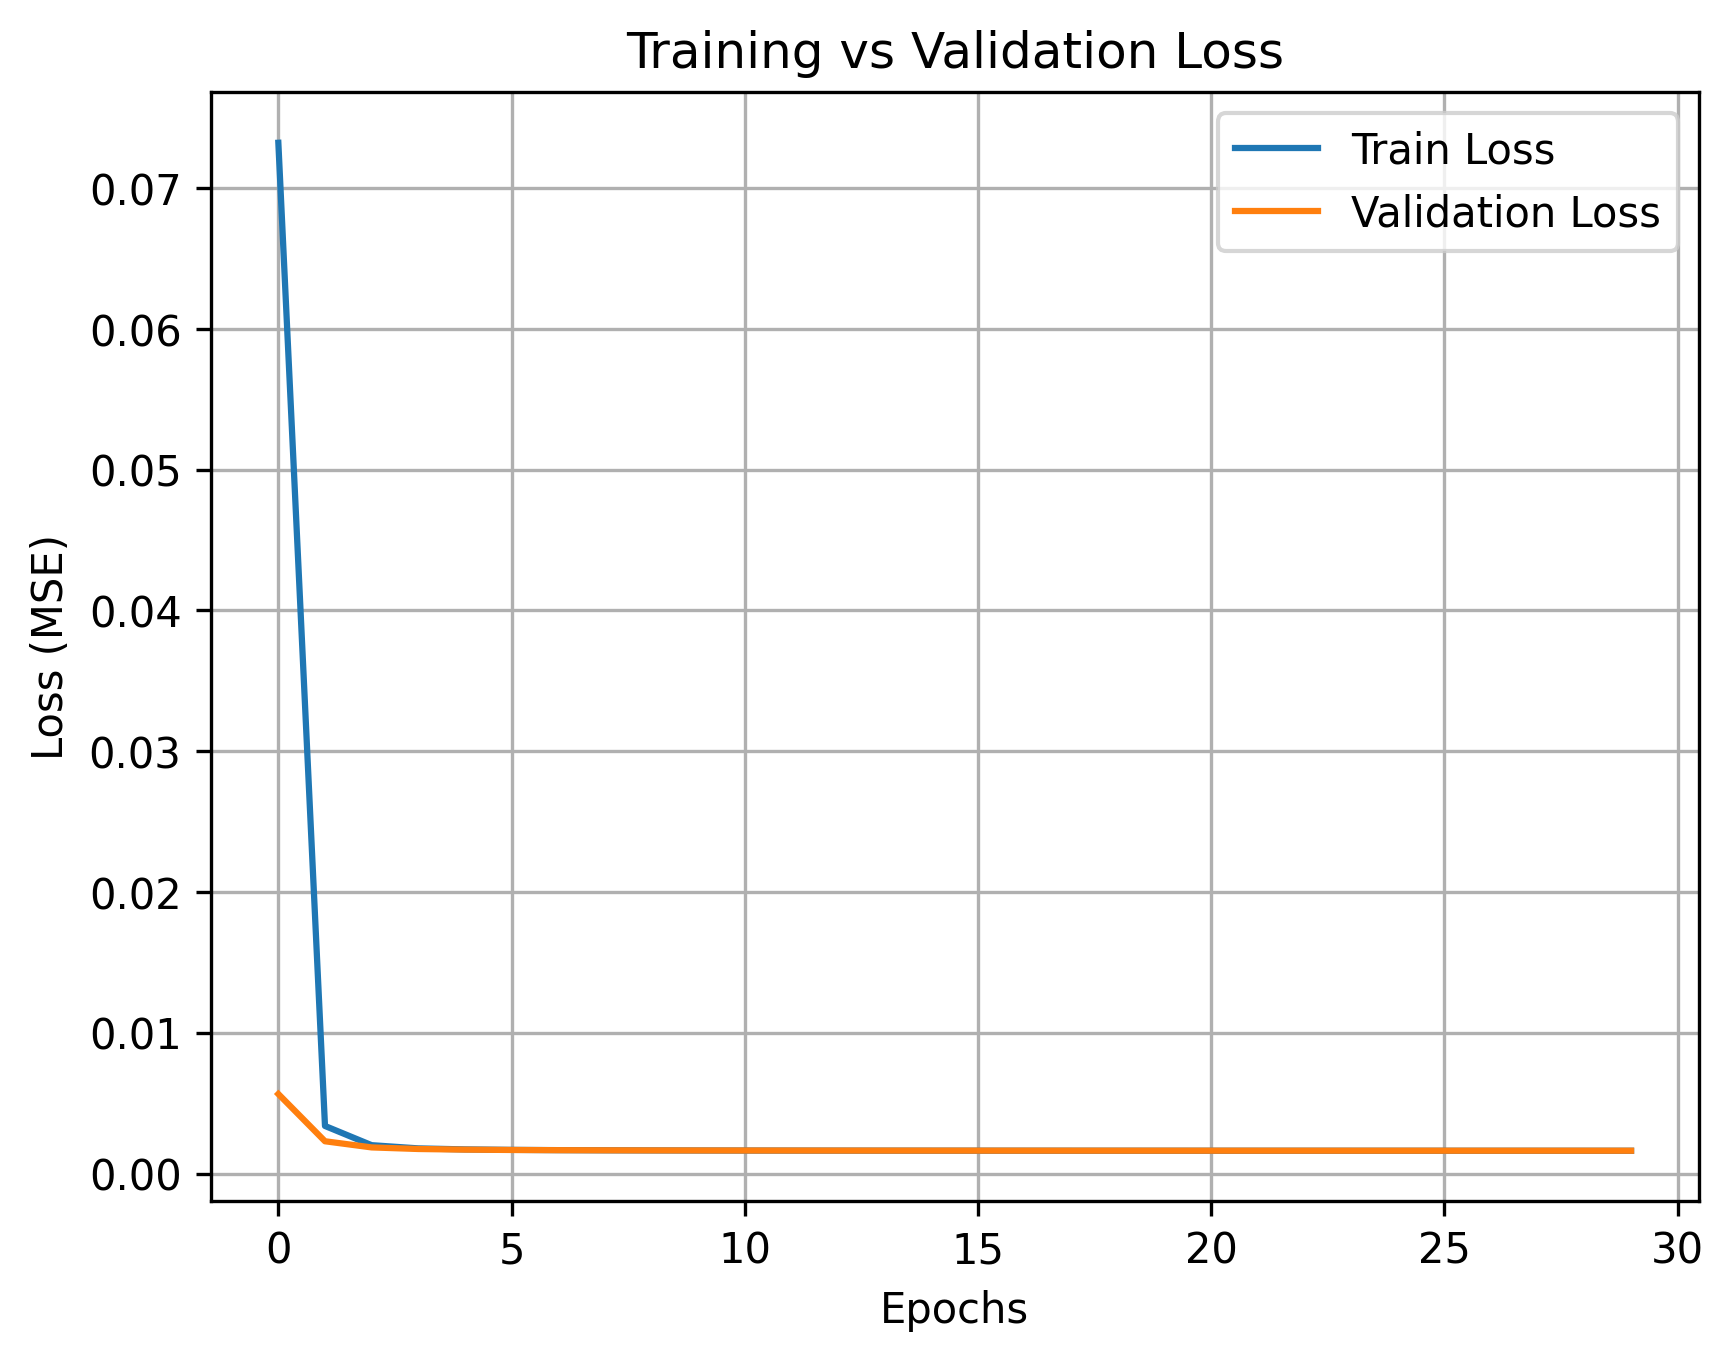 Training vs Validation Loss
Train Loss
Validation Loss
0.07
0.06
0.05
0.04
0.03
0.02
0.01
0.00
Loss (MSE)
0 5 10 15 20 25 30
Epochs